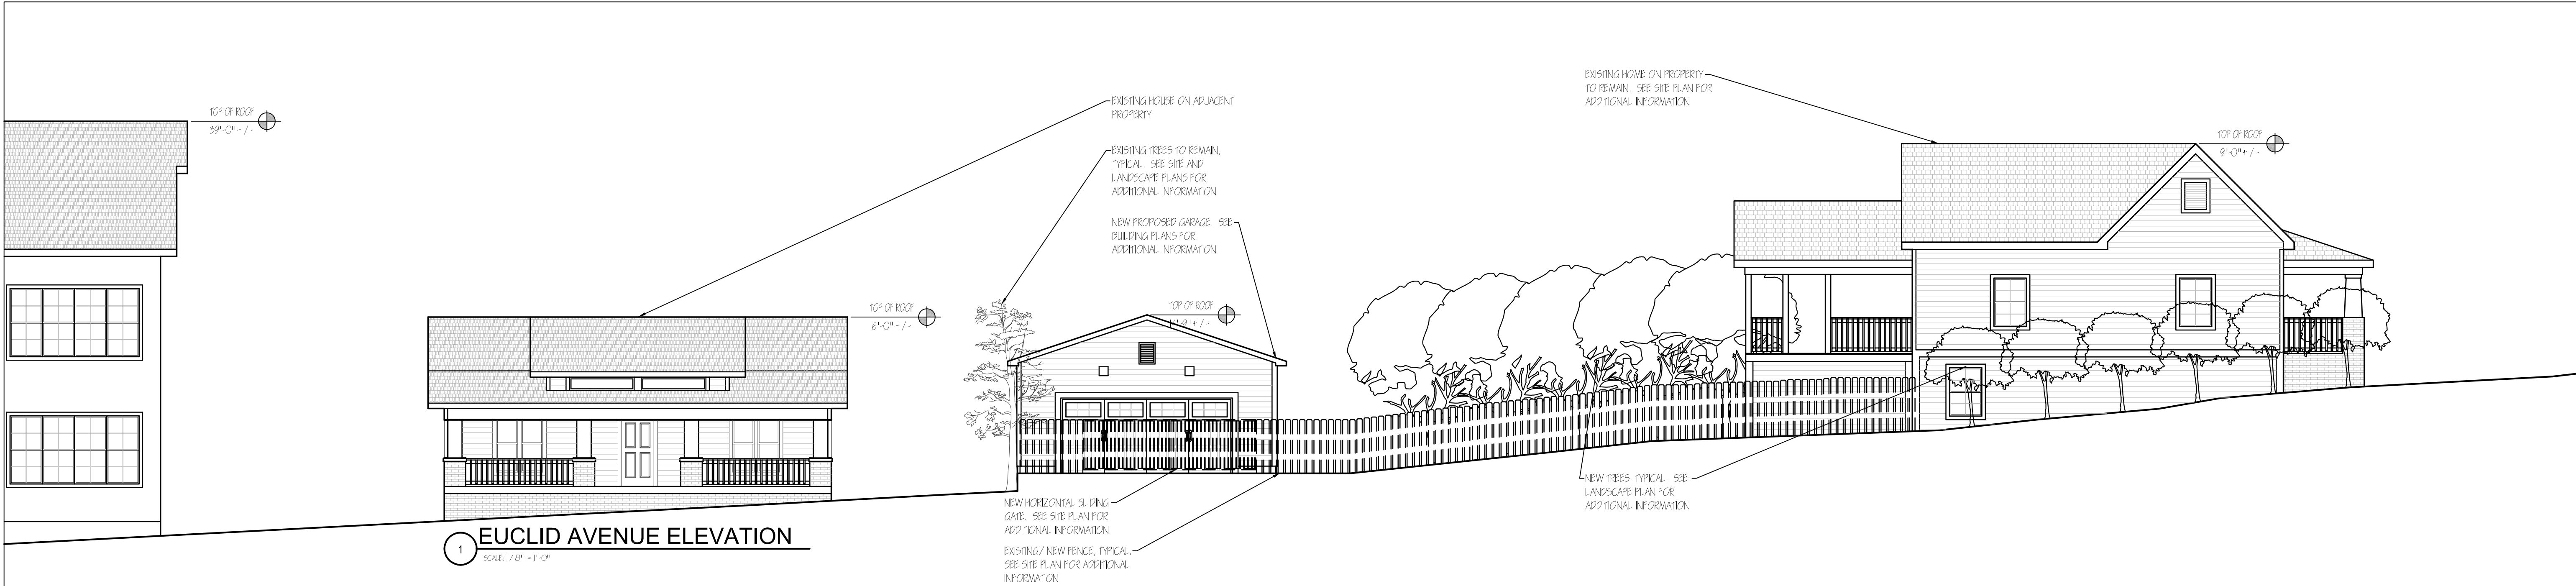 TOP OF ROOF
39'-0"+/-
EXISTING HOUSE ON ADJACENT
PROPERTY
EXISTING TREES TO REMAIN,
TYPICAL. SEE SITE AND
LANDSCAPE PLANS FOR
ADDITIONAL INFORMATION
NEW PROPOSED GARAGE. SEE
BUILDING PLANS FOR
ADDITIONAL INFORMATION
EXISTING HOME ON PROPERTY
TO REMAIN. SEE SITE PLAN FOR
ADDITIONAL INFORMATION
TOP OF ROOF
19'-0"+/-
TOP OF ROOF
16'-0"+/-
TOP OF ROOF
NEW HORIZONTAL SLIDING
GATE. SEE SITE PLAN FOR
ADDITIONAL INFORMATION
EXISTING/ NEW FENCE, TYPICAL.
SEE SITE PLAN FOR ADDITIONAL
INFORMATION
NEW TREES, TYPICAL. SEE
LANDSCAPE PLAN FOR
ADDITIONAL INFORMATION
1
EUCLID AVENUE ELEVATION
SCALE: 1/8" = 1'-0"